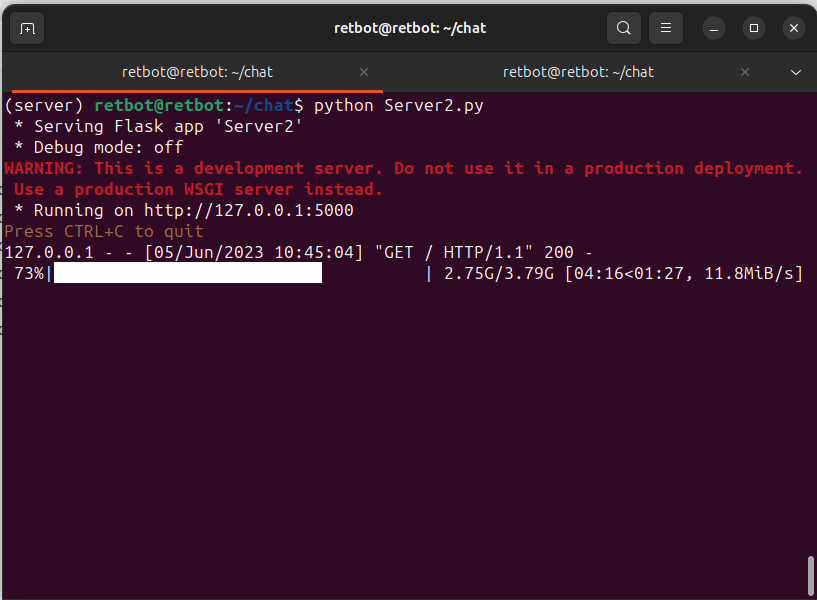 retbot@retbot: ~/chat
retbot@retbot: ~/chat
retbot@retbot: ~/chat
(server) retbot@retbot:~/chat$ python Server2.py
* Serving Flask app 'Server2'
* Debug mode: off
WARNING: This is a development server. Do not use it in a production deployment.
Use a production WSGI server instead.
* Running on http://127.0.0.1:5000
Press CTRL+C to quit
127.0.0.1 - - [05/Jun/2023 10:45:04] "GET / HTTP/1.1" 200 -
73%| | 2.75G/3.79G [04:16<01:27, 11.8MiB/s]